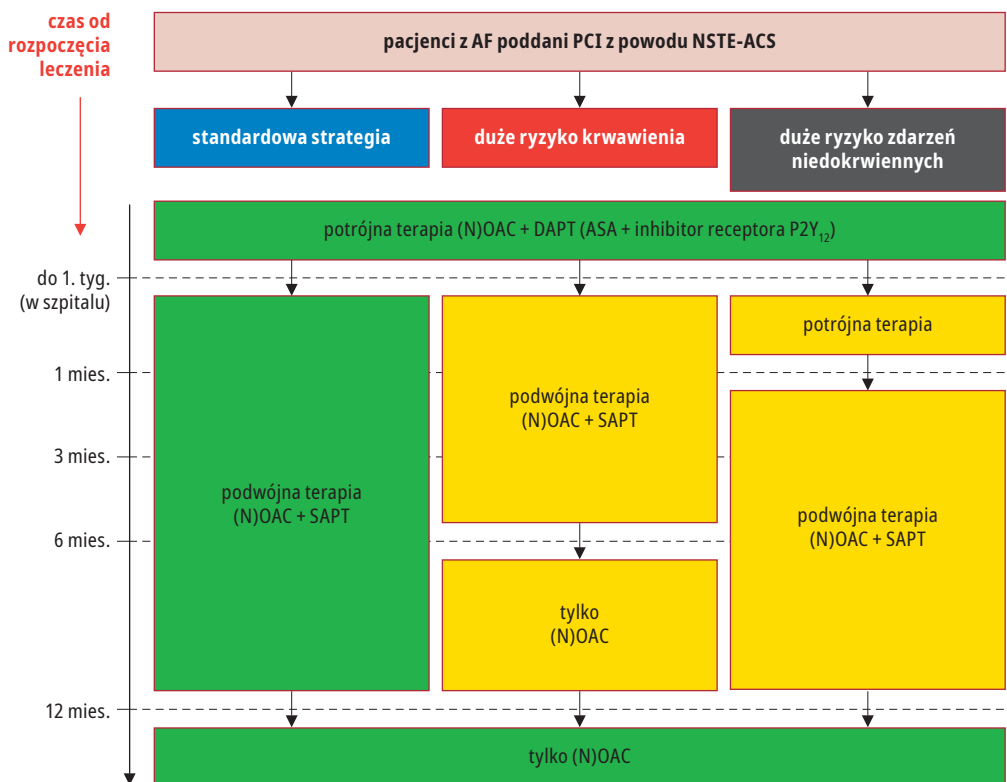 czas od
rozpoczęcia
leczenia
pacjenci z AF poddani PCI z powodu NSTE-ACS
standardowa strategia
duże ryzyko krwawienia
duże ryzyko zdarzeń
niedokrwiennych
potrójna terapia (N)OAC + DAPT (ASA + inhibitor receptora P2Y₁₂)
do 1. tyg.
(w szpitalu)
potrójna terapia
1 mies.
podwójna terapia
(N)OAC + SAPT
3 mies.
podwójna terapia
(N)OAC + SAPT
podwójna terapia
(N)OAC + SAPT
6 mies.
tylko
(N)OAC
12 mies.
tylko (N)OAC